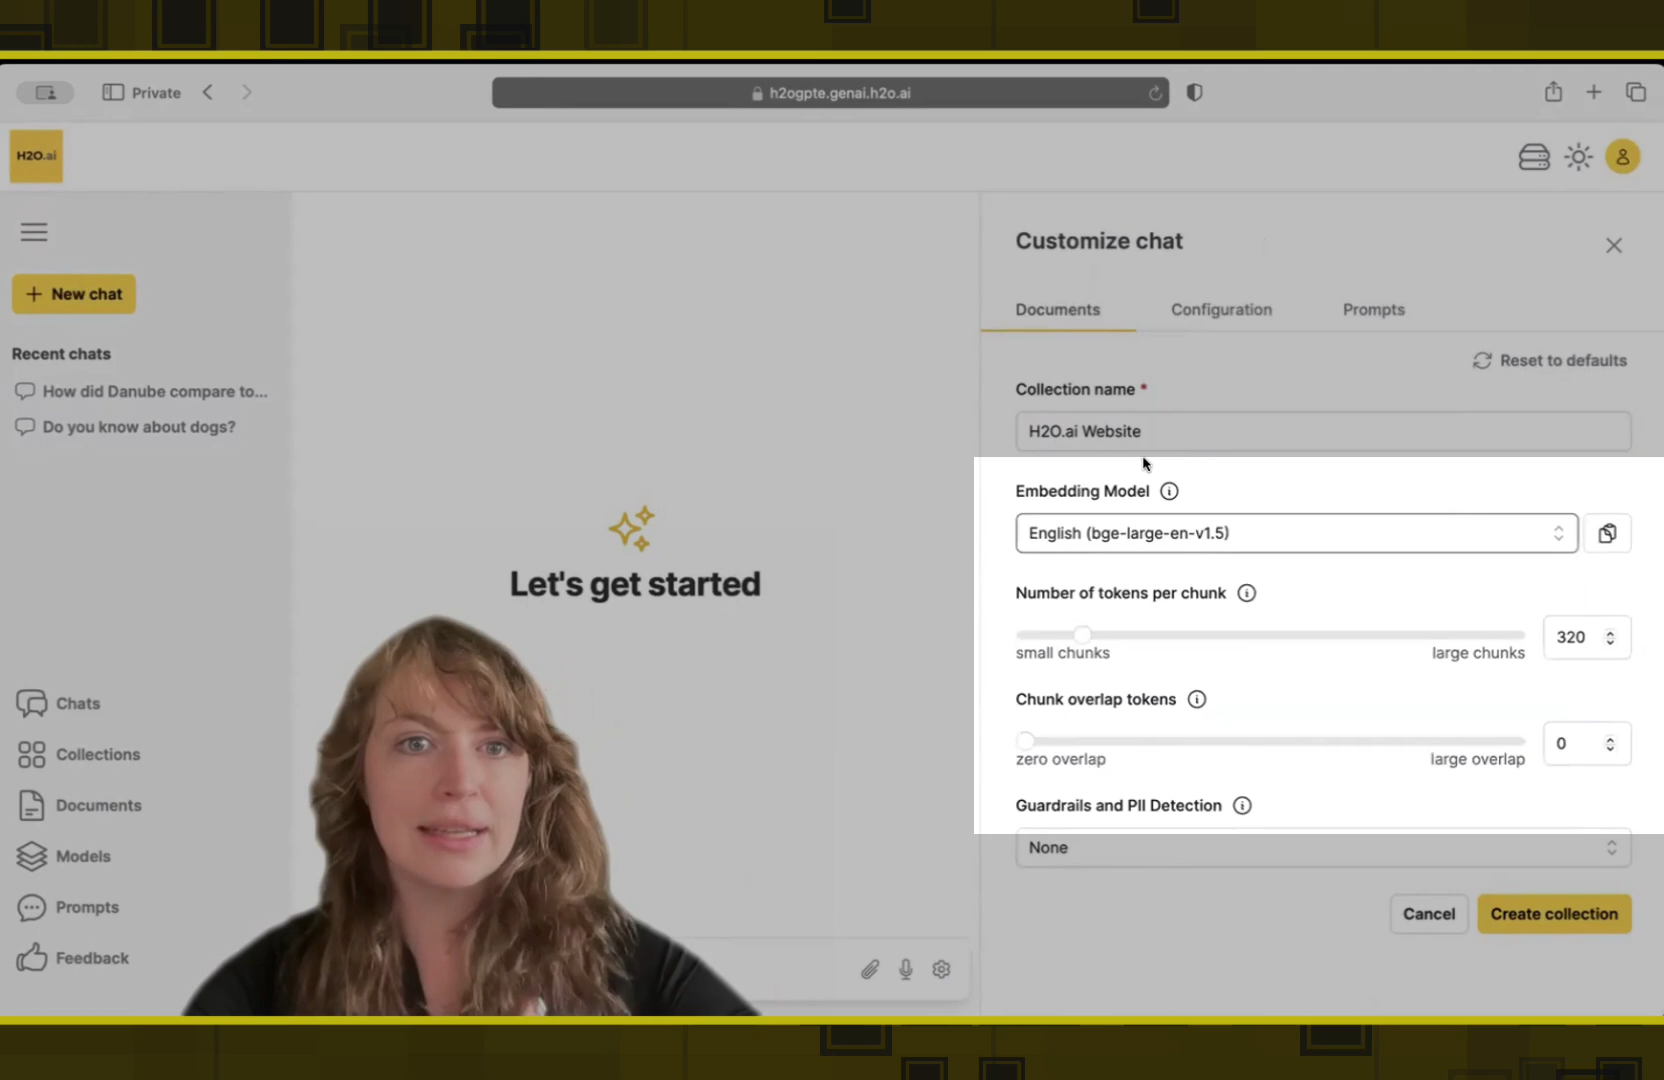 Private
h2ogpte.genai.h2o.ai
H2O.ai
New chat
Recent chats
How did Danube compare to...
Do you know about dogs?
Chats
Collections
Documents
Models
Prompts
Feedback
Let's get started
Customize chat
Documents Configuration Prompts
Reset to defaults
Collection name *
H2O.ai Website
Embedding Model
English (bge-large-en-v1.5)
Number of tokens per chunk
320
small chunks large chunks
Chunk overlap tokens
0
zero overlap large overlap
Guardrails and PII Detection
None
Cancel Create collection